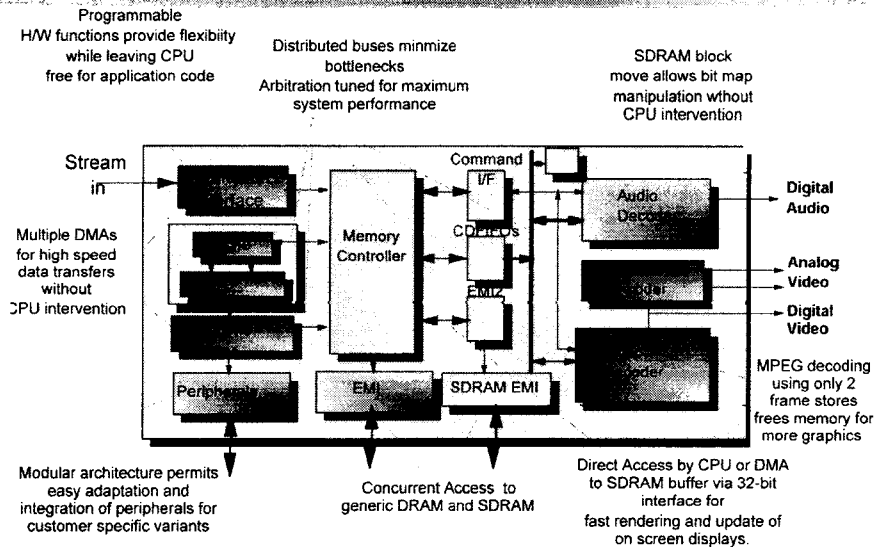 Programmable
H/W functions provide flexibiity
while leaving CPU
free for application code
Distributed buses minmize
bottlenecks
Arbitration tuned for maximum
system performance
SDRAM block
move allows bit map
manipulation wthout
CPU intervention
Stream
in
Multiple DMAs
for high speed
data transfers
without
CPU intervention
Memory
Controller
Peripherals
EMI
Command
I/F
CDFIFOs
EMI2
SDRAM EMI
Audio
Decoder
Digital
Audio
Analog
Video
Digital
Video
MPEG decoding
using only 2
frame stores
frees memory for
more graphics
Modular architecture permits
easy adaptation and
integration of peripherals for
customer specific variants
Concurrent Access to
generic DRAM and SDRAM
Direct Access by CPU or DMA
to SDRAM buffer via 32-bit
interface for
fast rendering and update of
on screen displays.